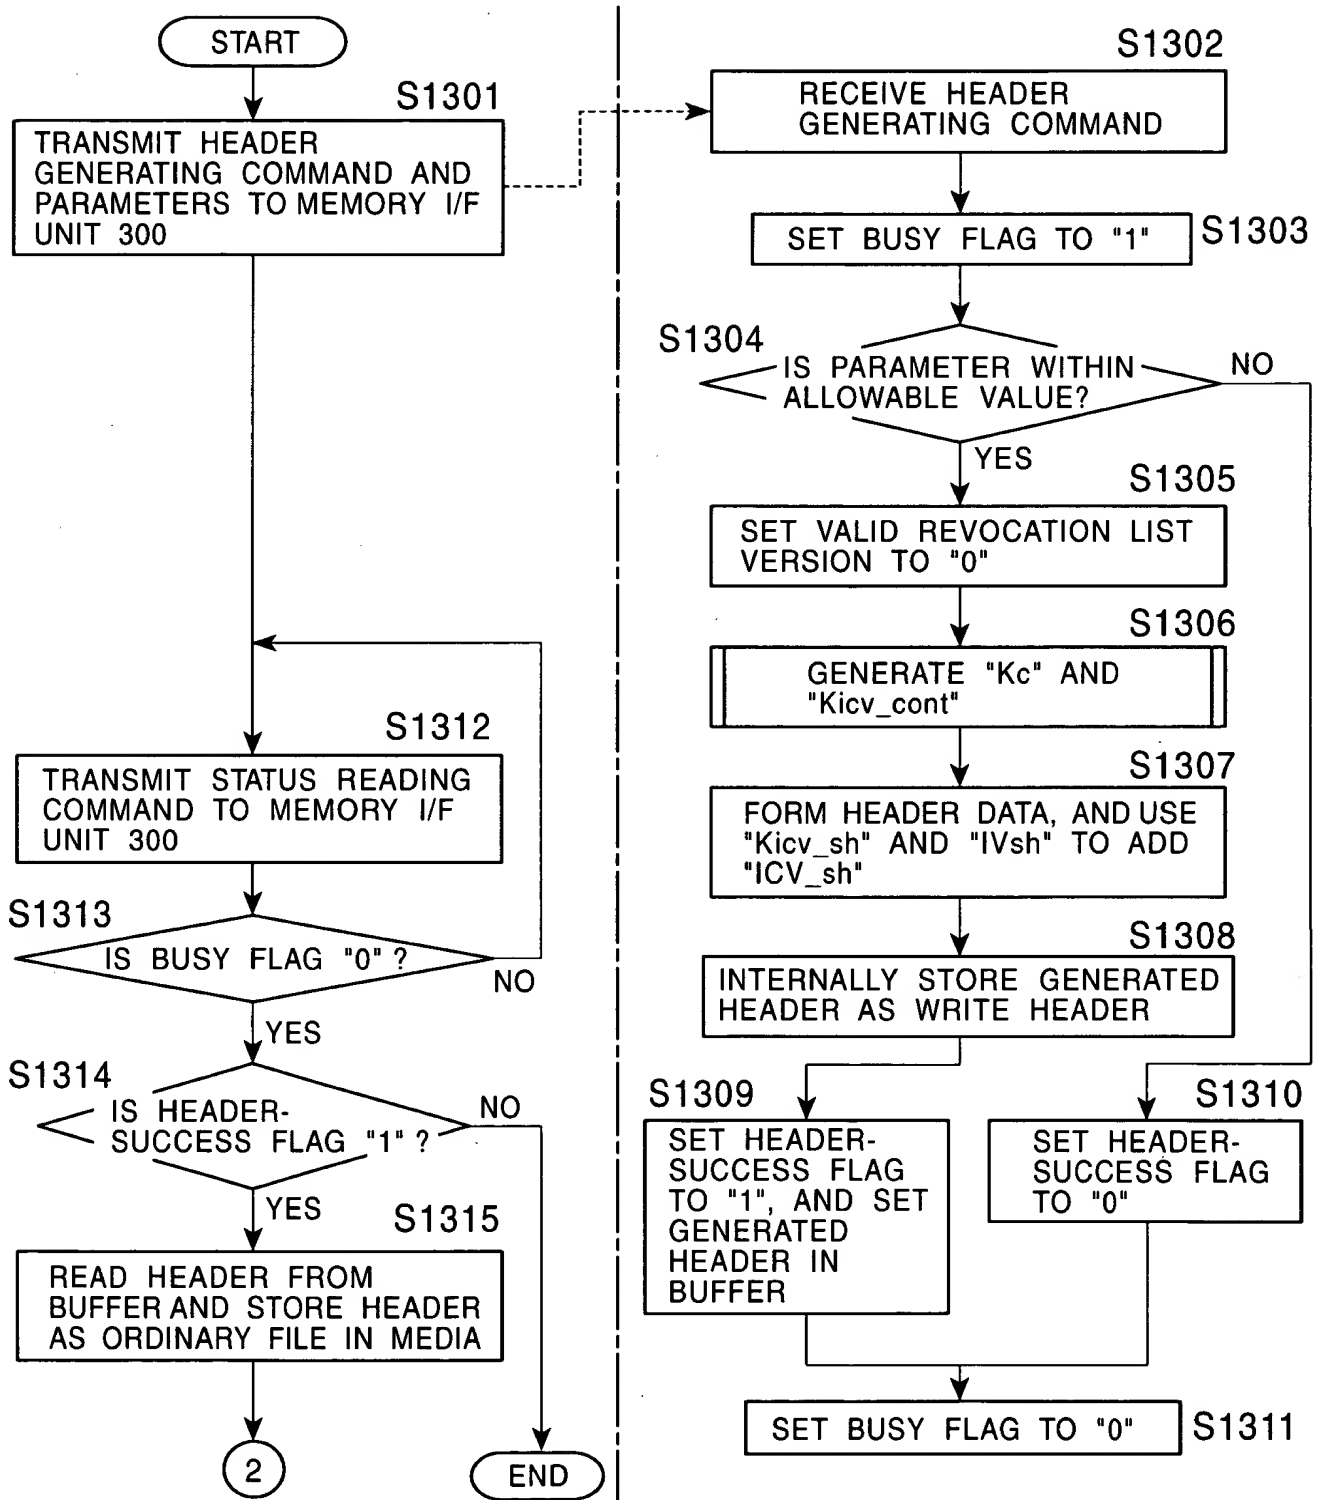 START
S1301
TRANSMIT HEADER
GENERATING COMMAND AND
PARAMETERS TO MEMORY I/F
UNIT 300
S1312
TRANSMIT STATUS READING
COMMAND TO MEMORY I/F
UNIT 300
S1313
IS BUSY FLAG "0" ?
NO
YES
S1314
IS HEADER-
SUCCESS FLAG "1" ?
NO
YES
S1315
READ HEADER FROM
BUFFER AND STORE HEADER
AS ORDINARY FILE IN MEDIA
2
END
S1302
RECEIVE HEADER
GENERATING COMMAND
SET BUSY FLAG TO "1"
S1303
S1304
IS PARAMETER WITHIN
ALLOWABLE VALUE?
NO
YES
S1305
SET VALID REVOCATION LIST
VERSION TO "0"
S1306
GENERATE "Kc" AND
"Kicv_cont"
S1307
FORM HEADER DATA, AND USE
"Kicv_sh" AND "IVsh" TO ADD
"ICV_sh"
S1308
INTERNALLY STORE GENERATED
HEADER AS WRITE HEADER
S1309
SET HEADER-
SUCCESS FLAG
TO "1", AND SET
GENERATED
HEADER IN
BUFFER
S1310
SET HEADER-
SUCCESS FLAG
TO "0"
SET BUSY FLAG TO "0"
S1311